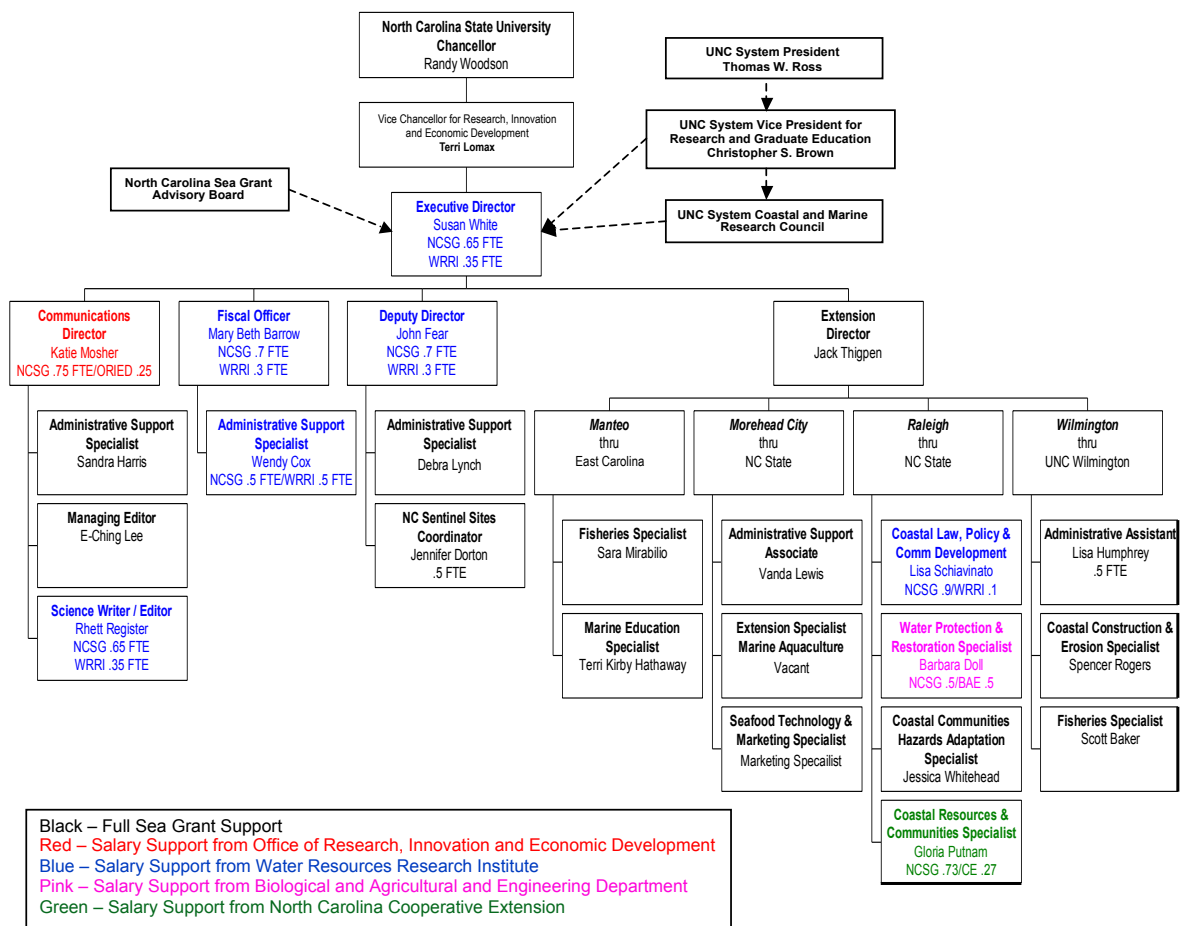 North Carolina State University
Chancellor
Randy Woodson
UNC System President
Thomas W. Ross
Vice Chancellor for Research, Innovation
and Economic Development
Terri Lomax
UNC System Vice President for
Research and Graduate Education
Christopher S. Brown
North Carolina Sea Grant
Advisory Board
Executive Director
Susan White
NCSG .65 FTE
WRRI .35 FTE
UNC System Coastal and Marine
Research Council
Communications
Director
Katie Mosher
NCSG .75 FTE/ORIED .25
Fiscal Officer
Mary Beth Barrow
NCSG .7 FTE
WRRI .3 FTE
Deputy Director
John Fear
NCSG .7 FTE
WRRI .3 FTE
Extension
Director
Jack Thigpen
Administrative Support
Specialist
Sandra Harris
Managing Editor
E-Ching Lee
Science Writer / Editor
Rhett Register
NCSG .65 FTE
WRRI .35 FTE
Administrative Support
Specialist
Wendy Cox
NCSG .5 FTE/WRRI .5 FTE
Administrative Support
Specialist
Debra Lynch
NC Sentinel Sites
Coordinator
Jennifer Dorton
.5 FTE
Manteo
thru
East Carolina
Fisheries Specialist
Sara Mirabilio
Marine Education
Specialist
Terri Kirby Hathaway
Morehead City
thru
NC State
Administrative Support
Associate
Vanda Lewis
Extension Specialist
Marine Aquaculture
Vacant
Seafood Technology &
Marketing Specialist
Marketing Specailist
Raleigh
thru
NC State
Coastal Law, Policy &
Comm Development
Lisa Schiavinato
NCSG .9/WRRI .1
Water Protection &
Restoration Specialist
Barbara Doll
NCSG .5/BAE .5
Coastal Communities
Hazards Adaptation
Specialist
Jessica Whitehead
Coastal Resources &
Communities Specialist
Gloria Putnam
NCSG .73/CE .27
Wilmington
thru
UNC Wilmington
Administrative Assistant
Lisa Humphrey
.5 FTE
Coastal Construction &
Erosion Specialist
Spencer Rogers
Fisheries Specialist
Scott Baker
Black – Full Sea Grant Support
Red – Salary Support from Office of Research, Innovation and Economic Development
Blue – Salary Support from Water Resources Research Institute
Pink – Salary Support from Biological and Agricultural and Engineering Department
Green – Salary Support from North Carolina Cooperative Extension